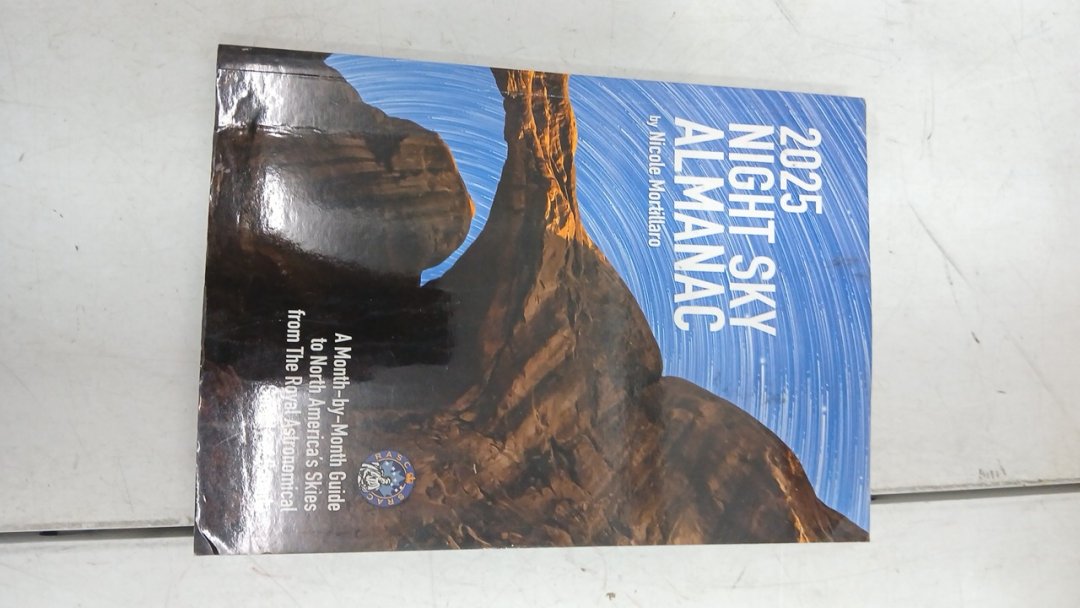 2025
NIGHT SKY
ALMANAC
by Nicole Mortillaro
A Month-by-Month Guide
to North America's Skies
from The Royal Astronomical
RASC
SRAC